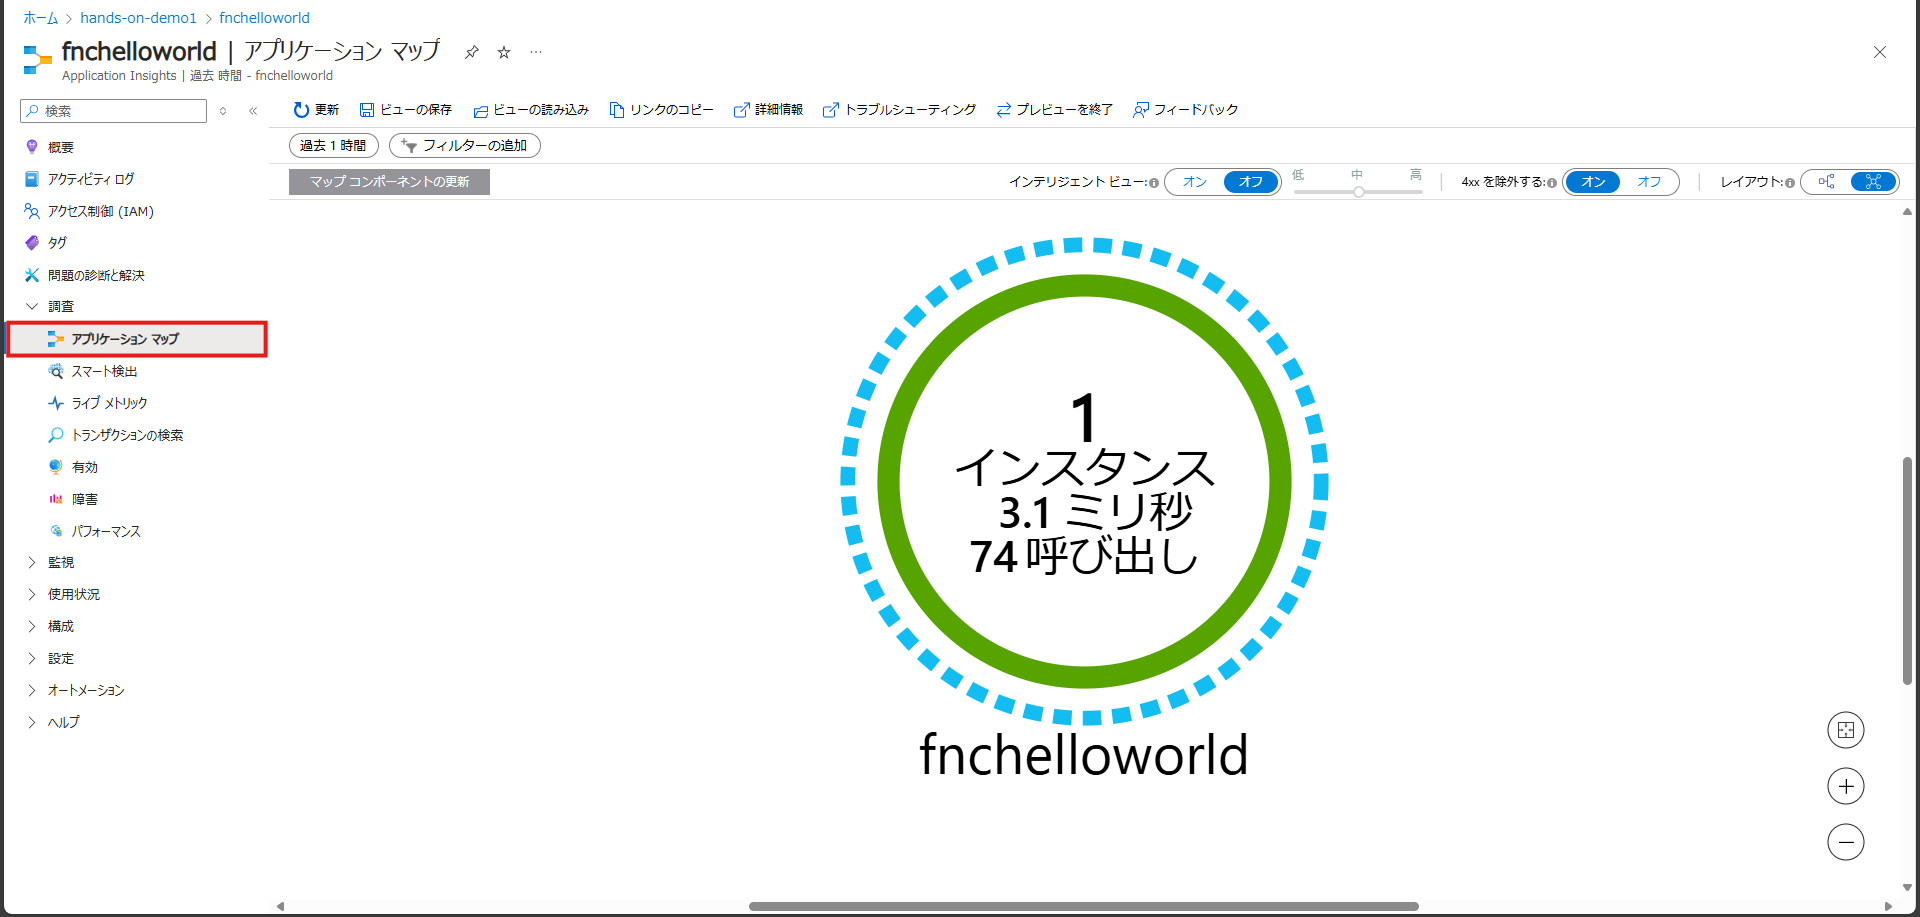 ホーム > hands-on-demo1 > fnchelloworld
fnchelloworld | アプリケーション マップ
Application Insights | 過去 時間 - fnchelloworld
検索
概要
アクティビティ ログ
アクセス制御 (IAM)
タグ
問題の診断と解決
調査
アプリケーション マップ
スマート検出
ライブ メトリック
トランザクションの検索
有効
障害
パフォーマンス
監視
使用状況
構成
設定
オートメーション
ヘルプ
更新 ビューの保存 ビューの読み込み リンクのコピー 詳細情報 トラブルシューティング プレビューを終了 フィードバック
過去 1 時間 フィルターの追加
マップ コンポーネントの更新 インテリジェント ビュー: オン オフ 低 中 高 4xx を除外する: オン オフ レイアウト:
1
インスタンス
3.1 ミリ秒
74 呼び出し
fnchelloworld